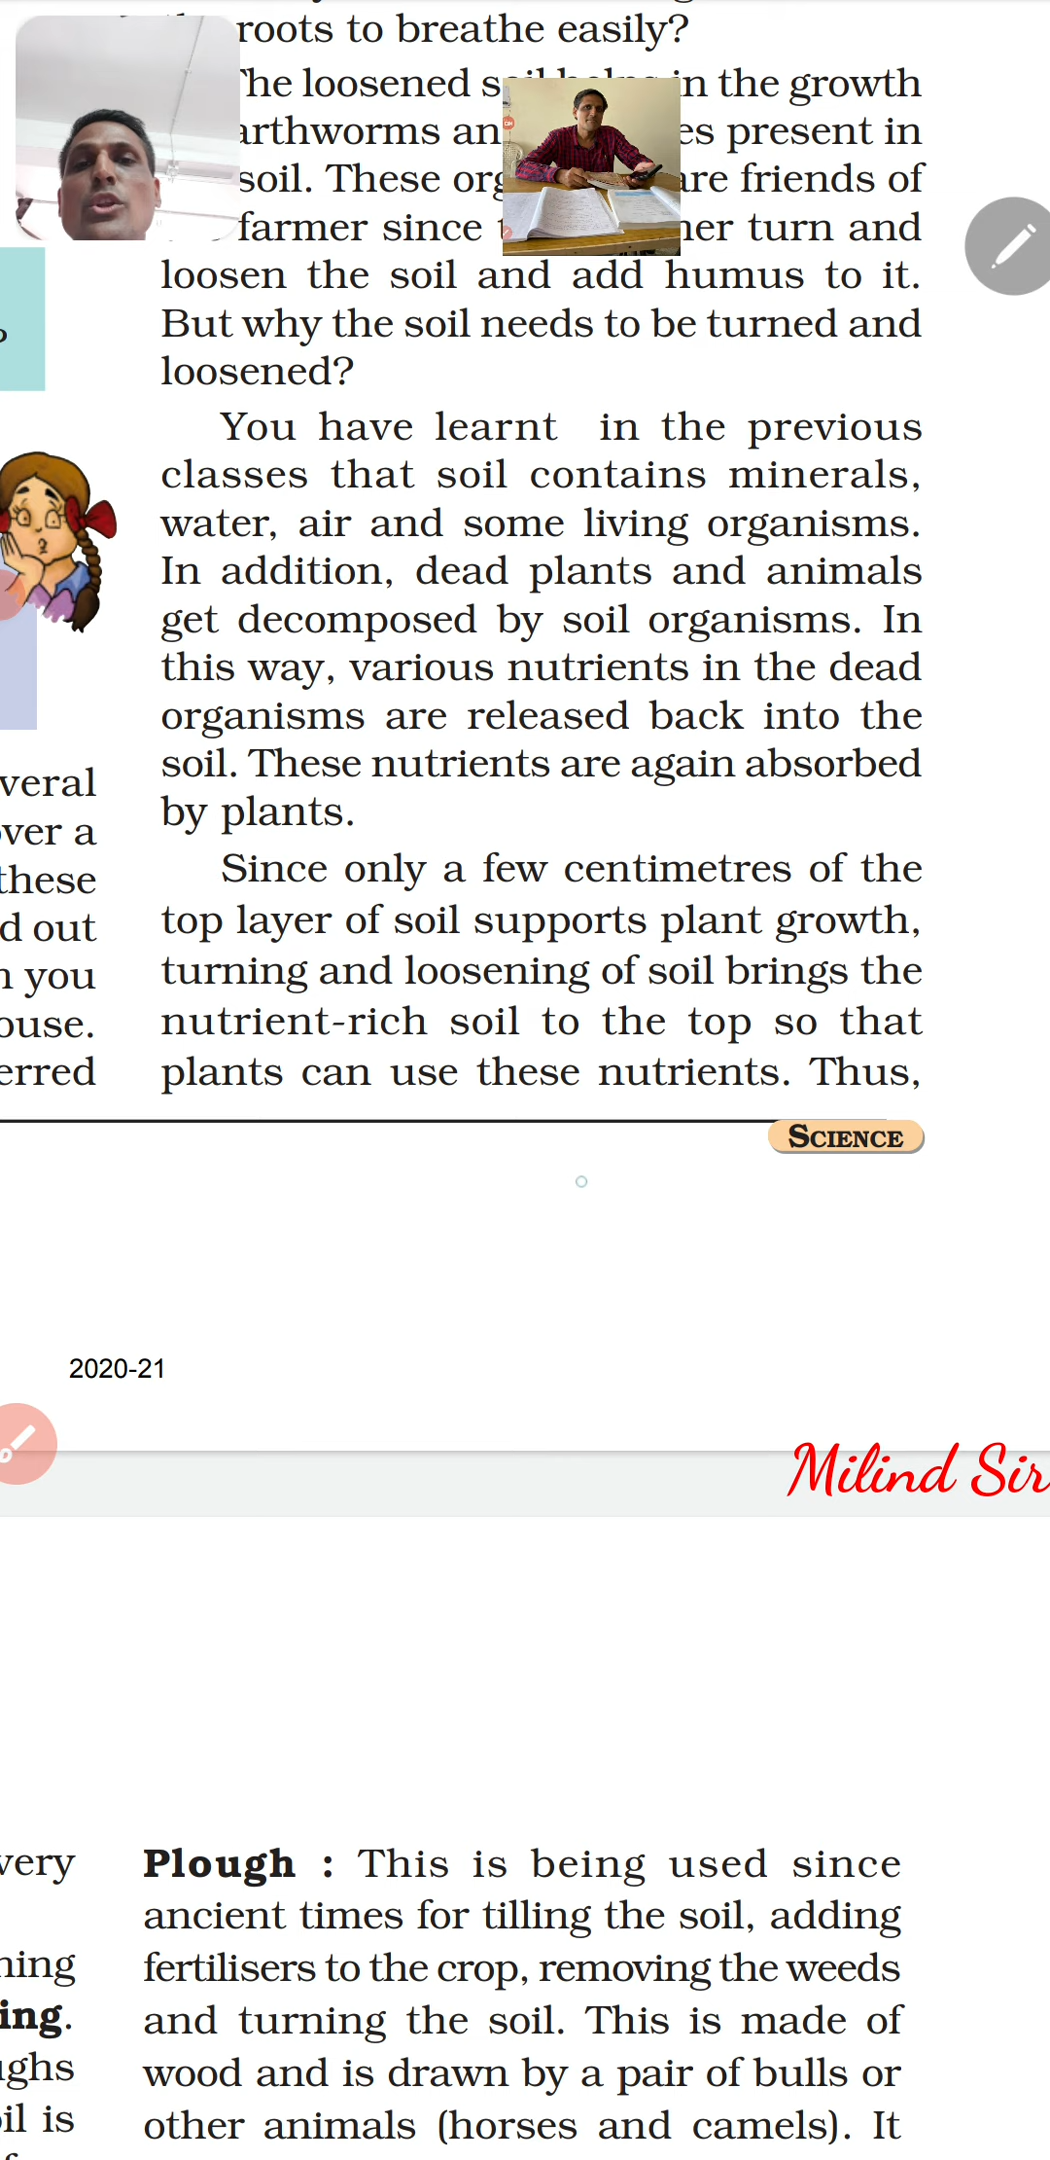 roots to breathe easily?
The loosened soil helps in the growth
arthworms an es present in
soil. These org are friends of
farmer since her turn and
loosen the soil and add humus to it.
But why the soil needs to be turned and
loosened?
You have learnt in the previous
classes that soil contains minerals,
water, air and some living organisms.
In addition, dead plants and animals
get decomposed by soil organisms. In
this way, various nutrients in the dead
organisms are released back into the
soil. These nutrients are again absorbed
by plants.
Since only a few centimetres of the
top layer of soil supports plant growth,
turning and loosening of soil brings the
nutrient-rich soil to the top so that
plants can use these nutrients. Thus,
veral
over a
these
d out
n you
ouse.
erred
SCIENCE
2020-21
Milind Sir
very
ning
ing.
ughs
oil is
Plough : This is being used since
ancient times for tilling the soil, adding
fertilisers to the crop, removing the weeds
and turning the soil. This is made of
wood and is drawn by a pair of bulls or
other animals (horses and camels). It